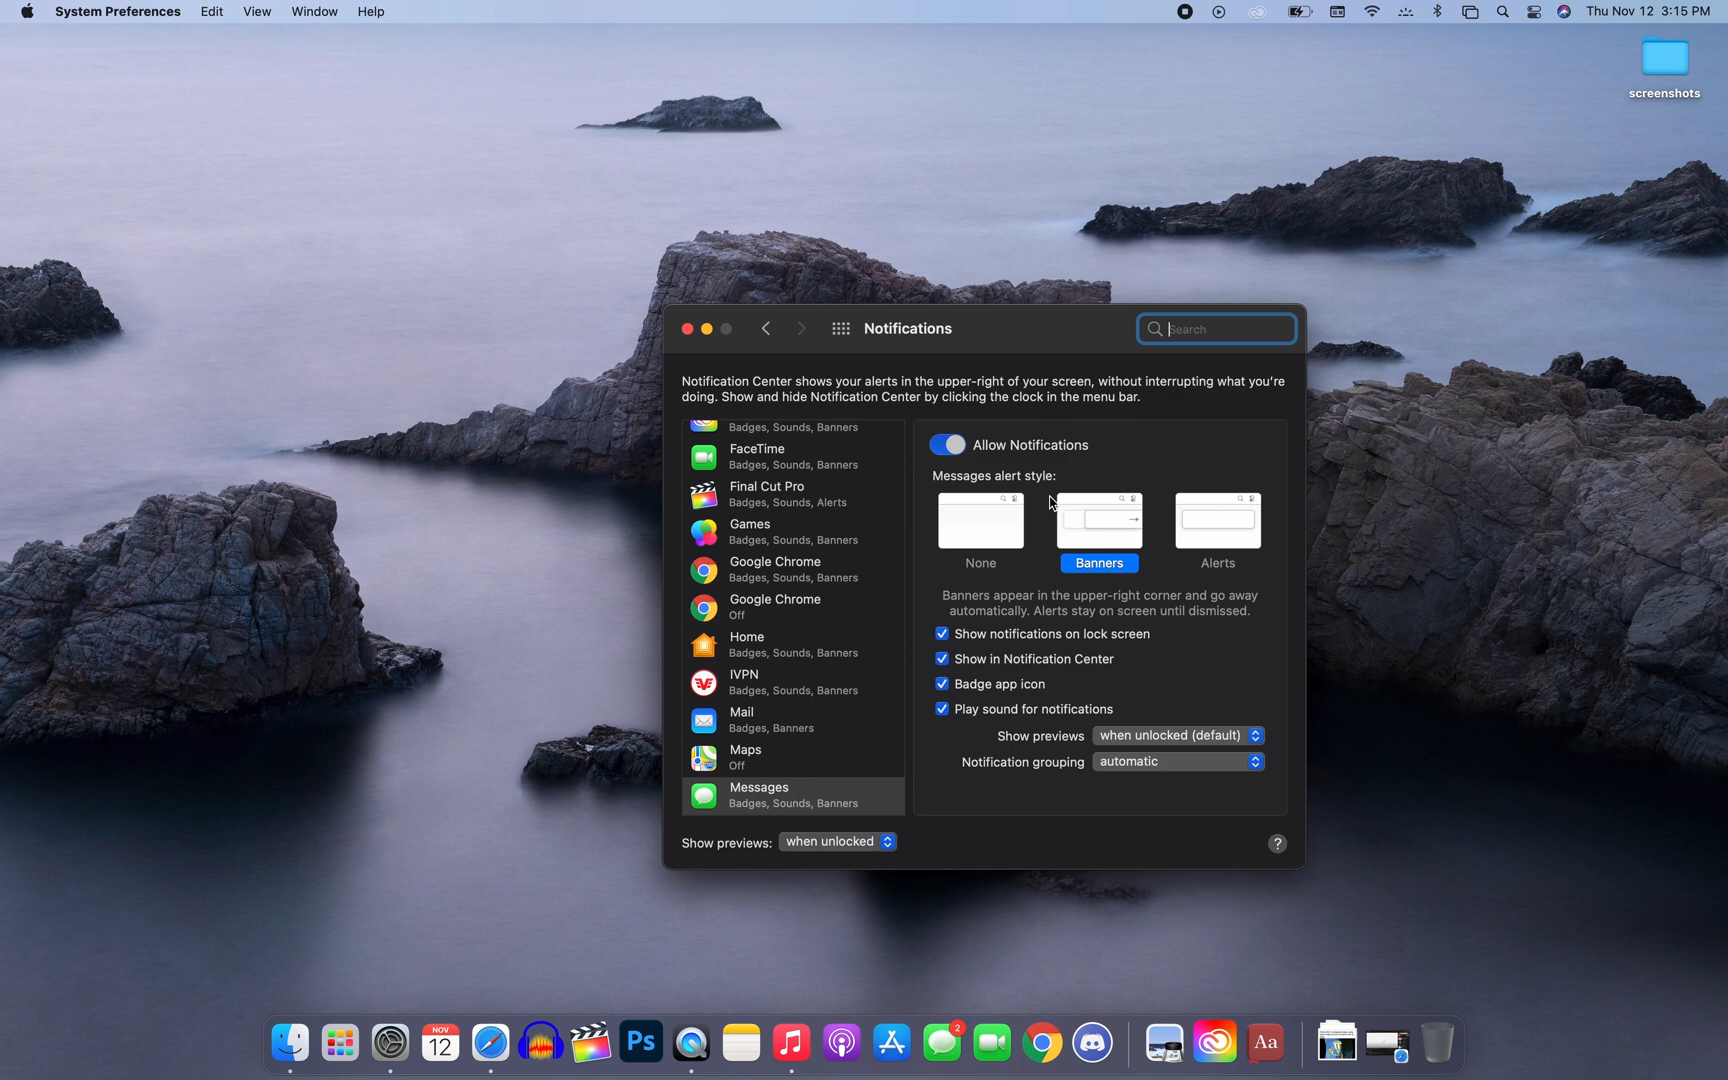 System Preferences Edit View Window Help
Thu Nov 12 3:15 PM
screenshots
Notifications
Search
Notification Center shows your alerts in the upper-right of your screen, without interrupting what you're
doing. Show and hide Notification Center by clicking the clock in the menu bar.
Badges, Sounds, Banners
FaceTime
Badges, Sounds, Banners
Final Cut Pro
Badges, Sounds, Alerts
Games
Badges, Sounds, Banners
Google Chrome
Badges, Sounds, Banners
Google Chrome
Off
Home
Badges, Sounds, Banners
IVPN
Badges, Sounds, Banners
Mail
Badges, Banners
Maps
Off
Messages
Badges, Sounds, Banners
Allow Notifications
Messages alert style:
None
Banners
Alerts
Banners appear in the upper-right corner and go away
automatically. Alerts stay on screen until dismissed.
Show notifications on lock screen
Show in Notification Center
Badge app icon
Play sound for notifications
Show previews when unlocked (default)
Notification grouping automatic
Show previews: when unlocked
?
NOV
12
Ps
2
Aa